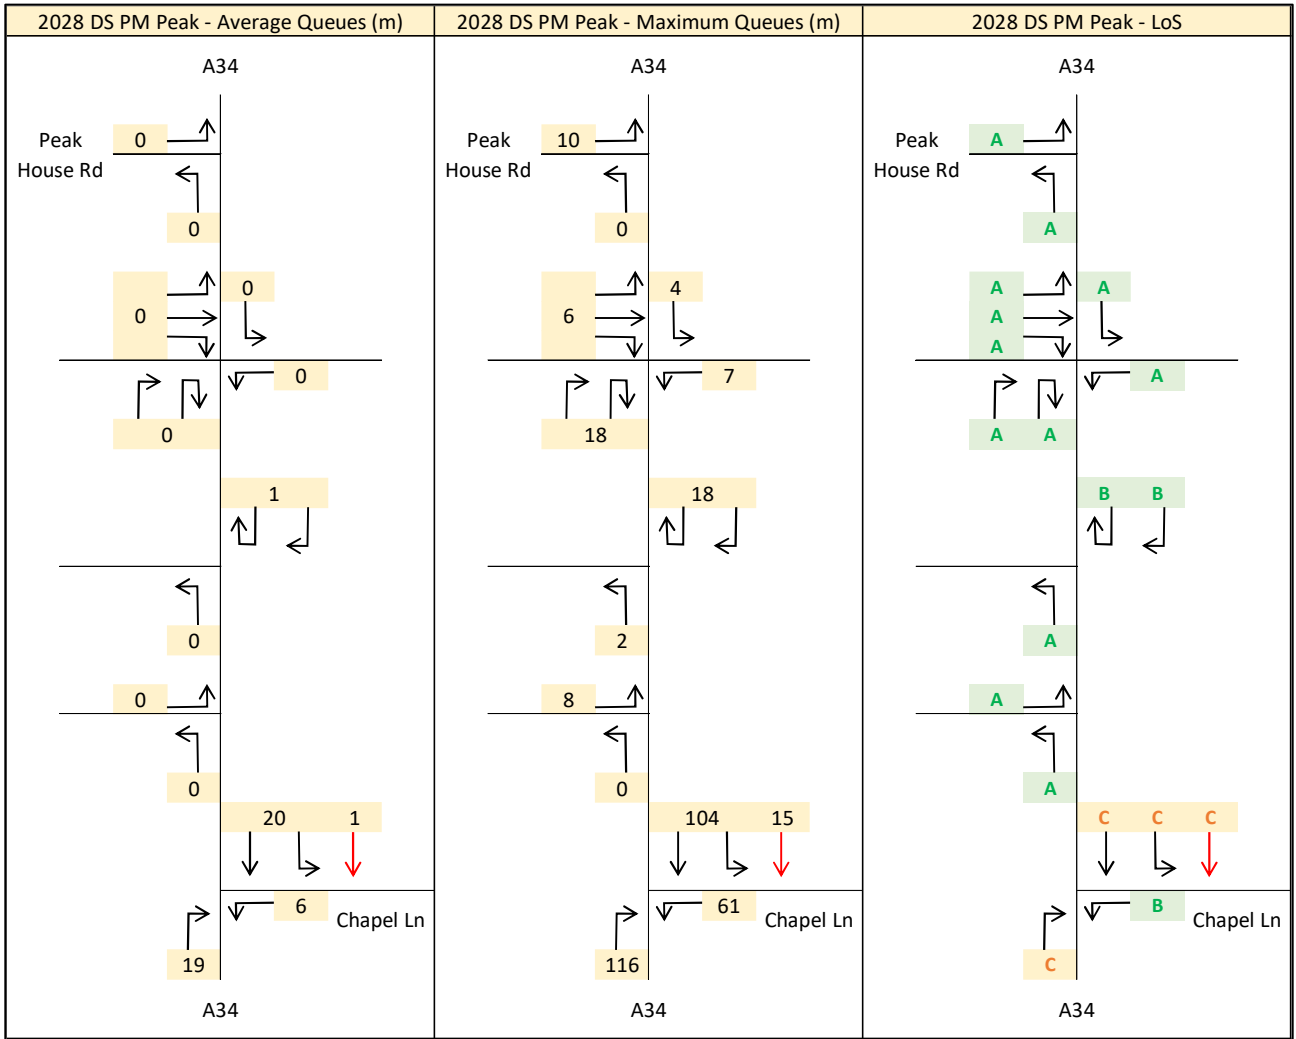 2028 DS PM Peak - Average Queues (m)
A34
Peak
House Rd
0
0
0
0
0
0
1
0
0
0
20 1
6
Chapel Ln
19
A34
2028 DS PM Peak - Maximum Queues (m)
A34
Peak
House Rd
10
0
4
6
7
18
18
2
8
0
104 15
61
Chapel Ln
116
A34
2028 DS PM Peak - LoS
A34
Peak
House Rd
A
A
A A
A
A
A
A A
B B
A
A
A
C C C
B
Chapel Ln
C
A34